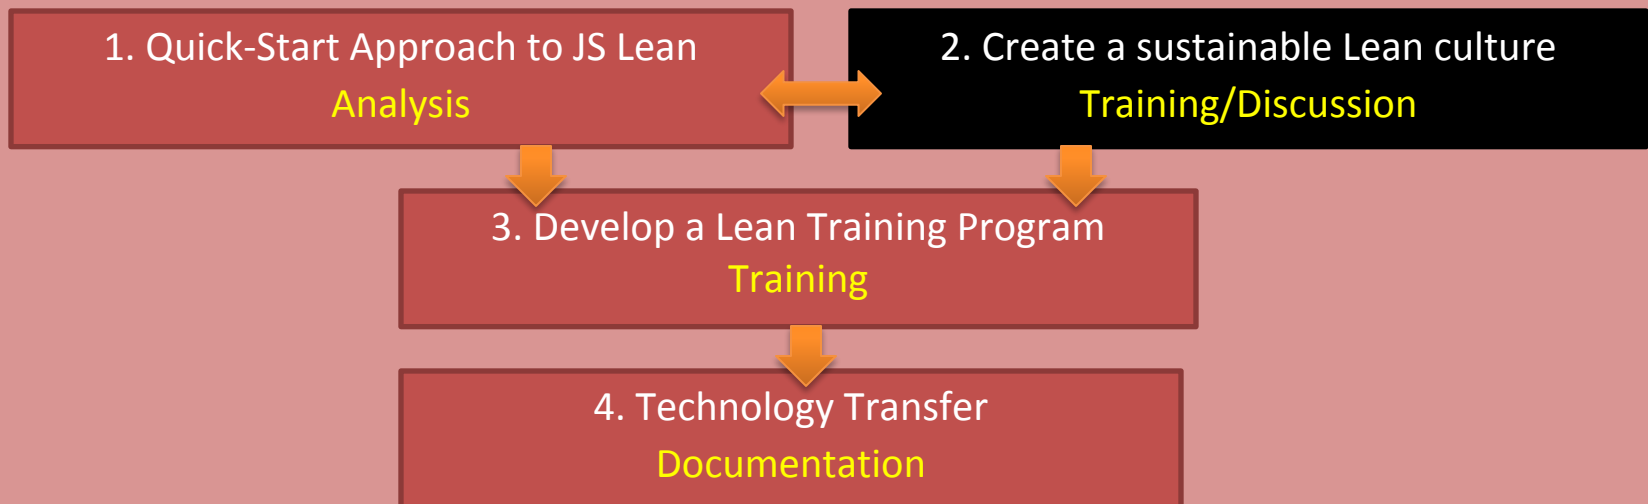 1. Quick-Start Approach to JS Lean
Analysis
2. Create a sustainable Lean culture
Training/Discussion
3. Develop a Lean Training Program
Training
4. Technology Transfer
Documentation